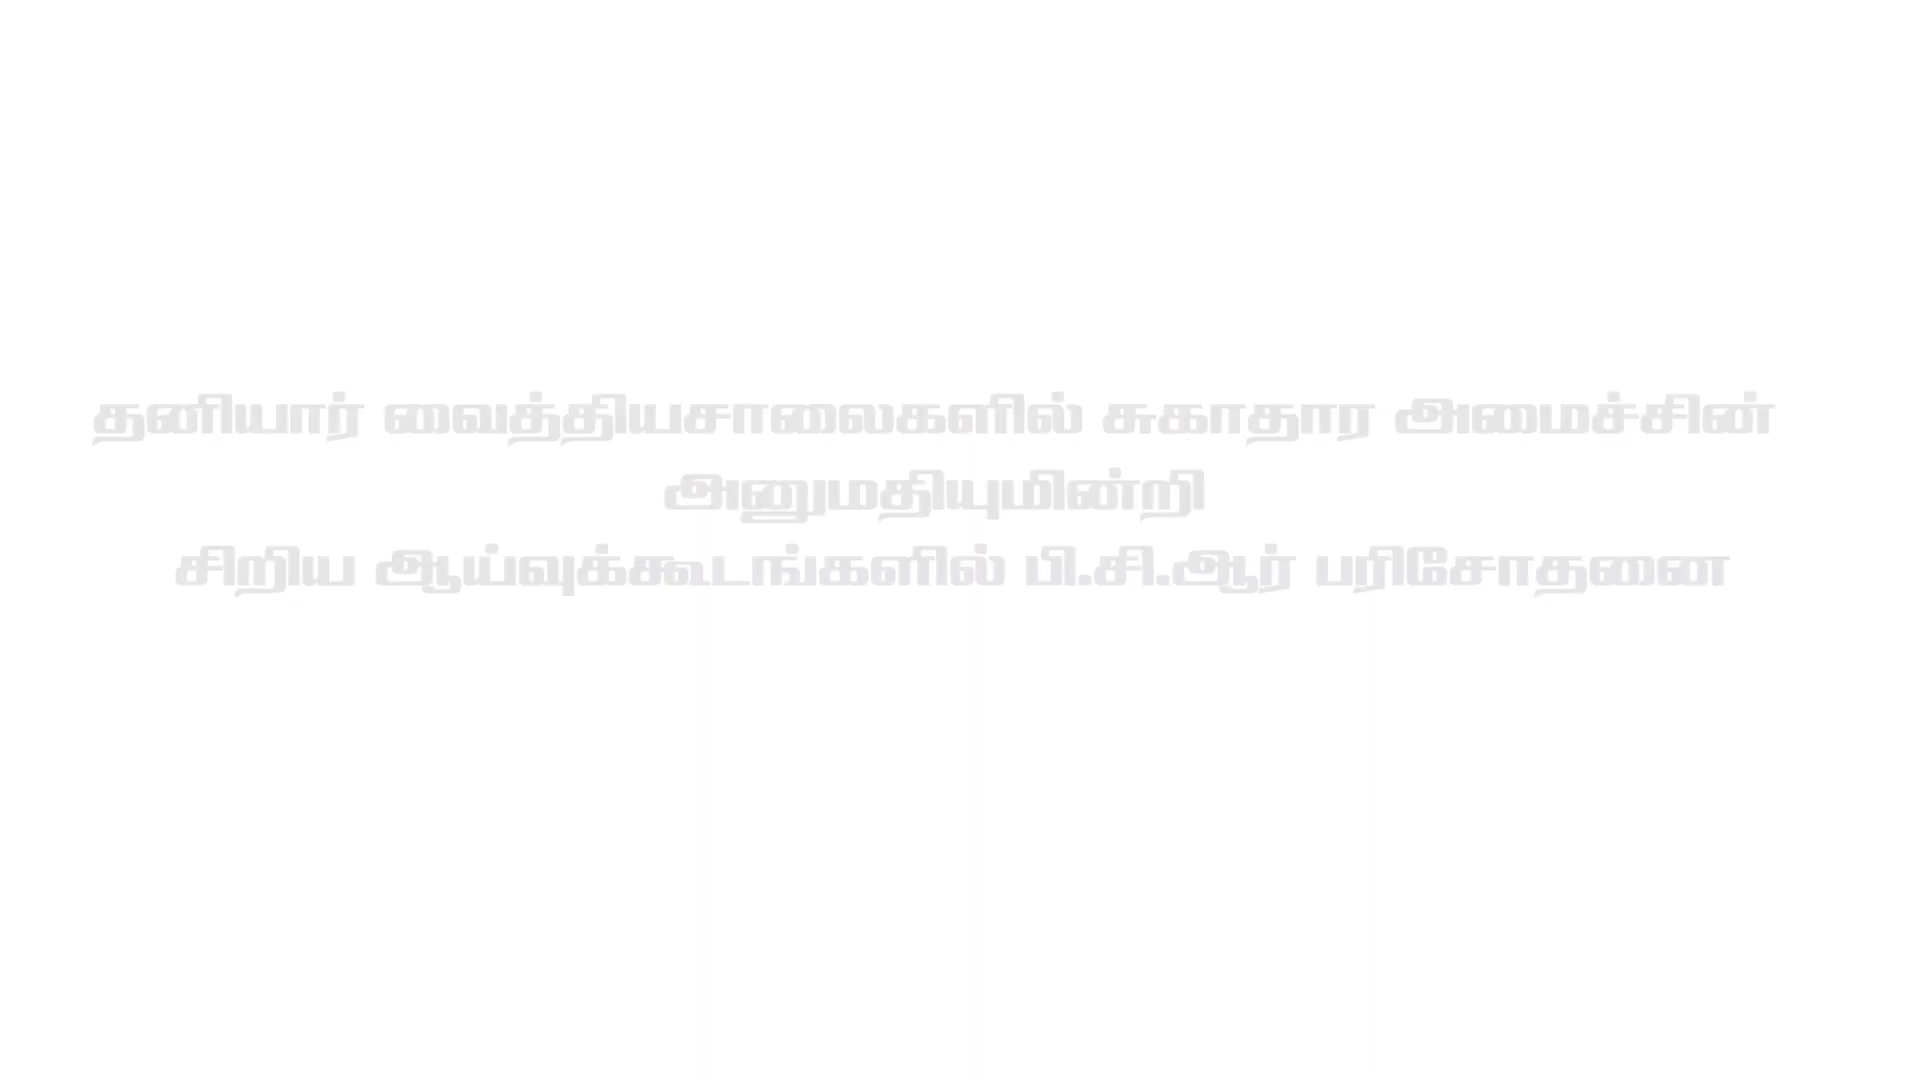 தனியார் வைத்தியசாலைகளில் சுகாதார அமைச்சின்
அனுமதியுமின்றி
சிறிய ஆய்வுக்கூடங்களில் பி.சி.ஆர் பரிசோதனை